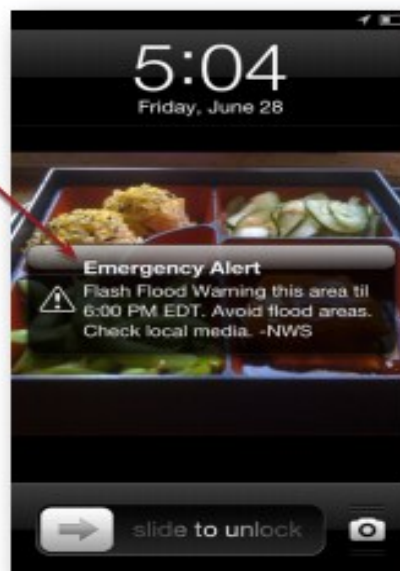 5:04
Friday, June 28
Emergency Alert
Flash Flood Warning this area til
6:00 PM EDT. Avoid flood areas.
Check local media. -NWS
slide to unlock